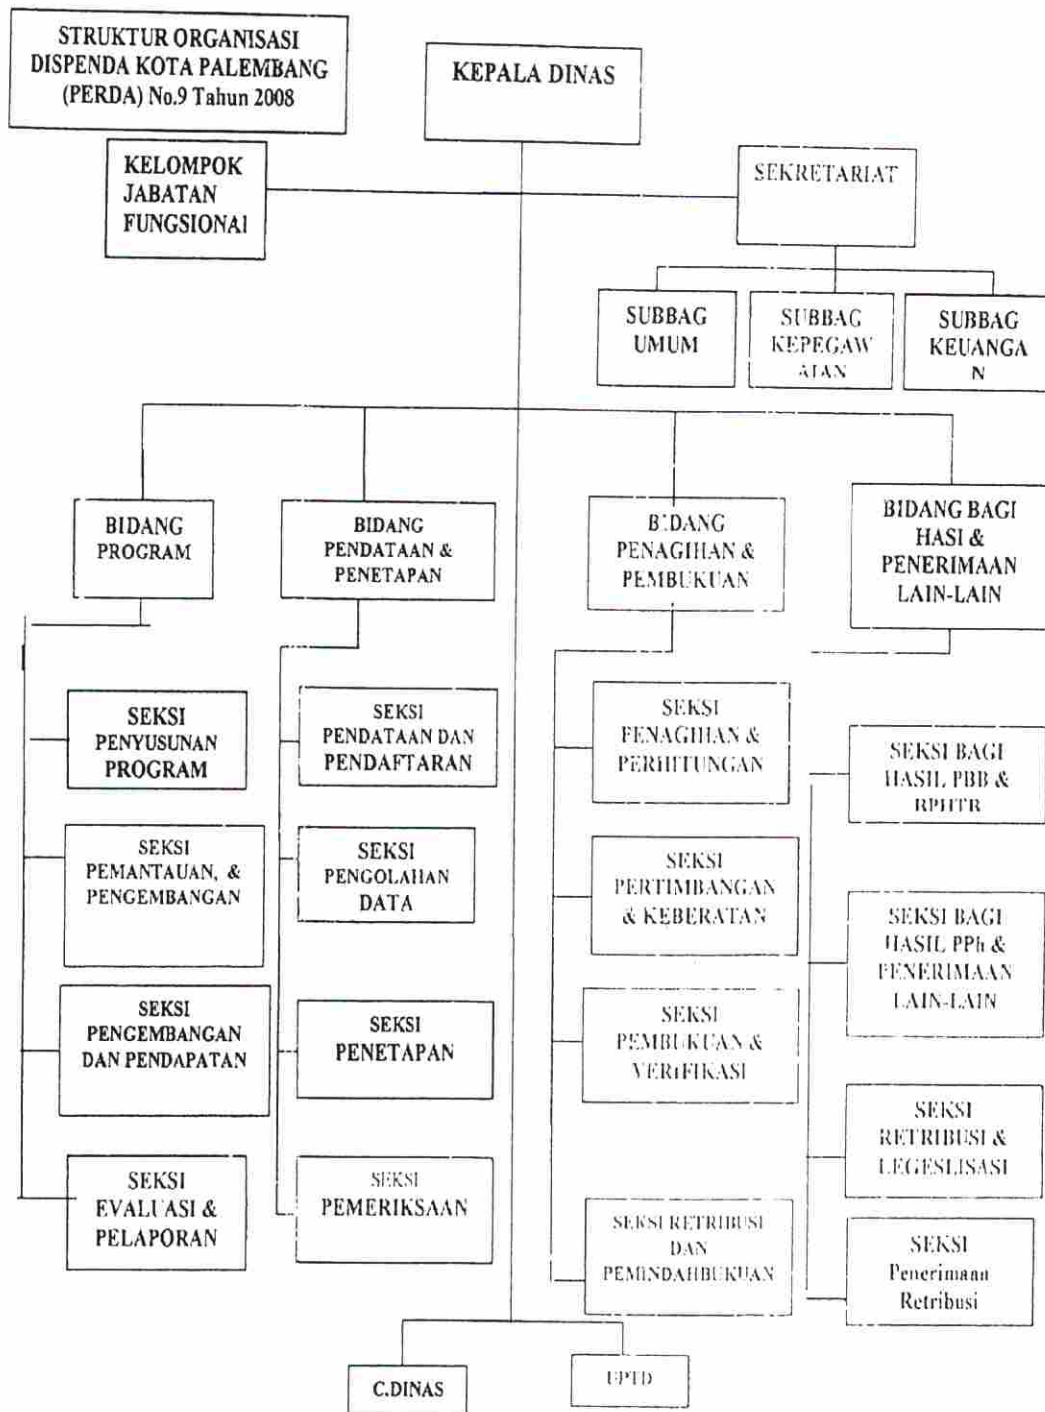 STRUKTUR ORGANISASI
DISPENDA KOTA PALEMBANG
(PERDA) No.9 Tahun 2008
KEPALA DINAS
KELOMPOK
JABATAN
FUNGSIONAl
SEKRETARIAT
SUBBAG
UMUM
SUBBAG
KEPEGAW
AIAN
SUBBAG
KEUANGA
N
BIDANG
PROGRAM
BIDANG
PENDATAAN &
PENETAPAN
BIDANG
PENAGIHAN &
PEMBUKUAN
BIDANG BAGI
HASI &
PENERIMAAN
LAIN-LAIN
SEKSI
PENYUSUNAN
PROGRAM
SEKSI
PEMANTAUAN, &
PENGEMBANGAN
SEKSI
PENGEMBANGAN
DAN PENDAPATAN
SEKSI
EVALUASI &
PELAPORAN
SEKSI
PENDATAAN DAN
PENDAFTARAN
SEKSI
PENGOLAHAN
DATA
SEKSI
PENETAPAN
SEKSI
PEMERIKSAAN
SEKSI
PENAGIHAN &
PERHITUNGAN
SEKSI
PERTIMBANGAN
& KEBERATAN
SEKSI
PEMBUKUAN &
VERIFIKASI
SEKSI RETRIBUSI
DAN
PEMINDAHBUKUAN
SEKSI BAGI
HASIL PBB &
BPHTB
SEKSI BAGI
HASIL PPh &
PENERIMAAN
LAIN-LAIN
SEKSI
RETRIBUSI &
LEGESLISASI
SEKSI
Penerimann
Retribusi
C.DINAS
UPTD